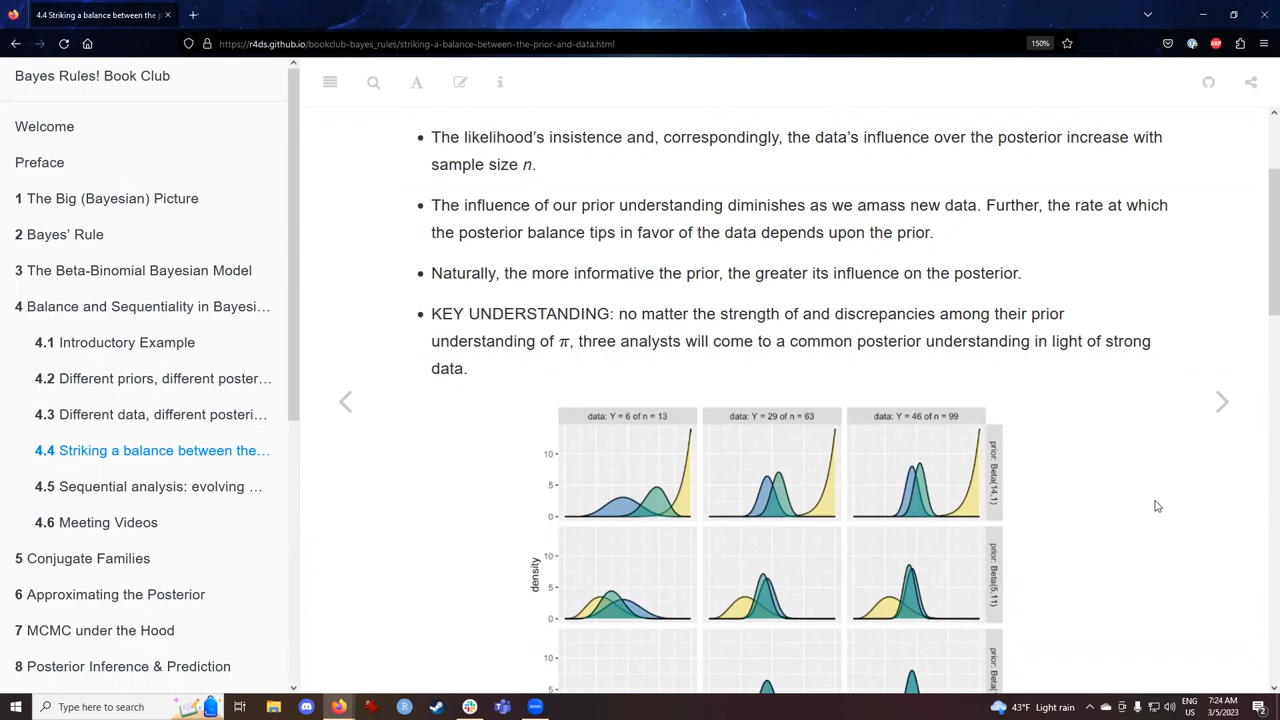 4.4 Striking a balance between the p
https://r4ds.github.io/bookclub-bayes_rules/striking-a-balance-between-the-prior-and-data.html
150%
Bayes Rules! Book Club
Welcome
Preface
1 The Big (Bayesian) Picture
2 Bayes' Rule
3 The Beta-Binomial Bayesian Model
4 Balance and Sequentiality in Bayesi...
4.1 Introductory Example
4.2 Different priors, different poster...
4.3 Different data, different posteri...
4.4 Striking a balance between the...
4.5 Sequential analysis: evolving ...
4.6 Meeting Videos
5 Conjugate Families
6 Approximating the Posterior
7 MCMC under the Hood
8 Posterior Inference & Prediction
• The likelihood's insistence and, correspondingly, the data's influence over the posterior increase with
sample size n.
• The influence of our prior understanding diminishes as we amass new data. Further, the rate at which
the posterior balance tips in favor of the data depends upon the prior.
• Naturally, the more informative the prior, the greater its influence on the posterior.
• KEY UNDERSTANDING: no matter the strength of and discrepancies among their prior
understanding of π, three analysts will come to a common posterior understanding in light of strong
data.
data: Y = 6 of n = 13
data: Y = 29 of n = 63
data: Y = 46 of n = 99
10
5
0
prior: Beta(14,1)
10
5
0
prior: Beta(5,11)
density
10
5
prior: Beta(
Type here to search
43°F Light rain
ENG
US
7:24 AM
3/5/2023